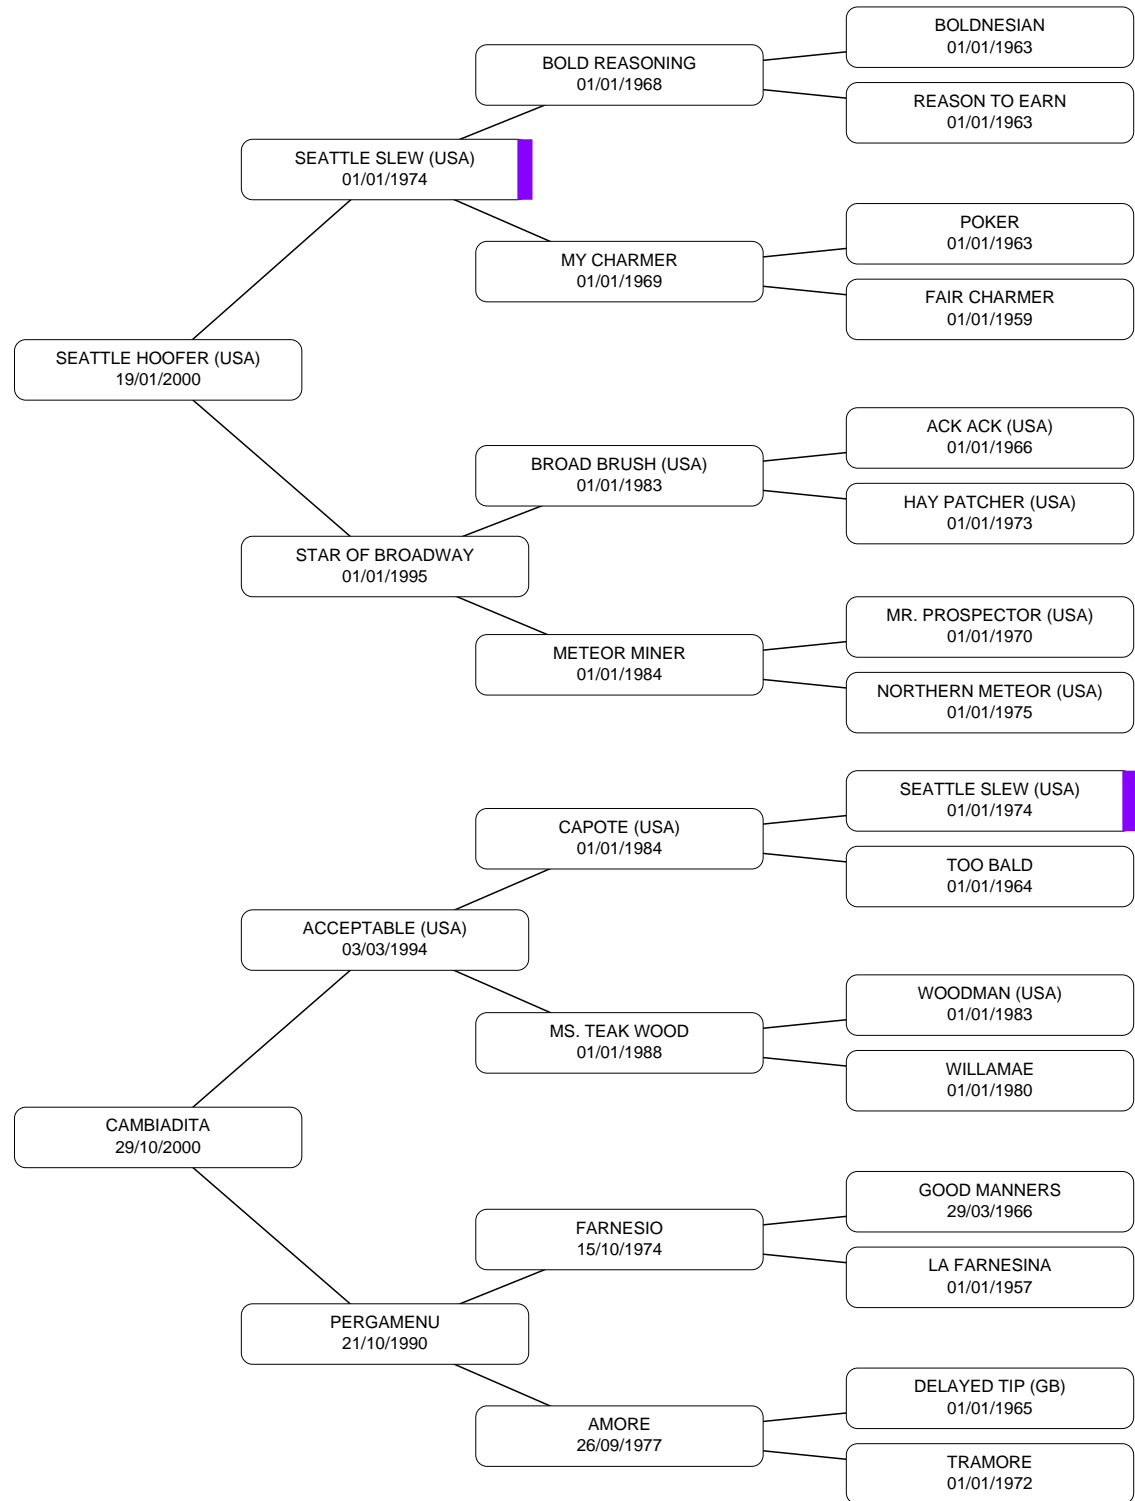 BOLDNESIAN
01/01/1963
BOLD REASONING
01/01/1968
REASON TO EARN
01/01/1963
SEATTLE SLEW (USA)
01/01/1974
POKER
01/01/1963
MY CHARMER
01/01/1969
FAIR CHARMER
01/01/1959
SEATTLE HOOFER (USA)
19/01/2000
ACK ACK (USA)
01/01/1966
BROAD BRUSH (USA)
01/01/1983
HAY PATCHER (USA)
01/01/1973
STAR OF BROADWAY
01/01/1995
MR. PROSPECTOR (USA)
01/01/1970
METEOR MINER
01/01/1984
NORTHERN METEOR (USA)
01/01/1975
SEATTLE SLEW (USA)
01/01/1974
CAPOTE (USA)
01/01/1984
TOO BALD
01/01/1964
ACCEPTABLE (USA)
03/03/1994
WOODMAN (USA)
01/01/1983
MS. TEAK WOOD
01/01/1988
WILLAMAE
01/01/1980
CAMBIADITA
29/10/2000
GOOD MANNERS
29/03/1966
FARNESIO
15/10/1974
LA FARNESINA
01/01/1957
PERGAMENU
21/10/1990
DELAYED TIP (GB)
01/01/1965
AMORE
26/09/1977
TRAMORE
01/01/1972